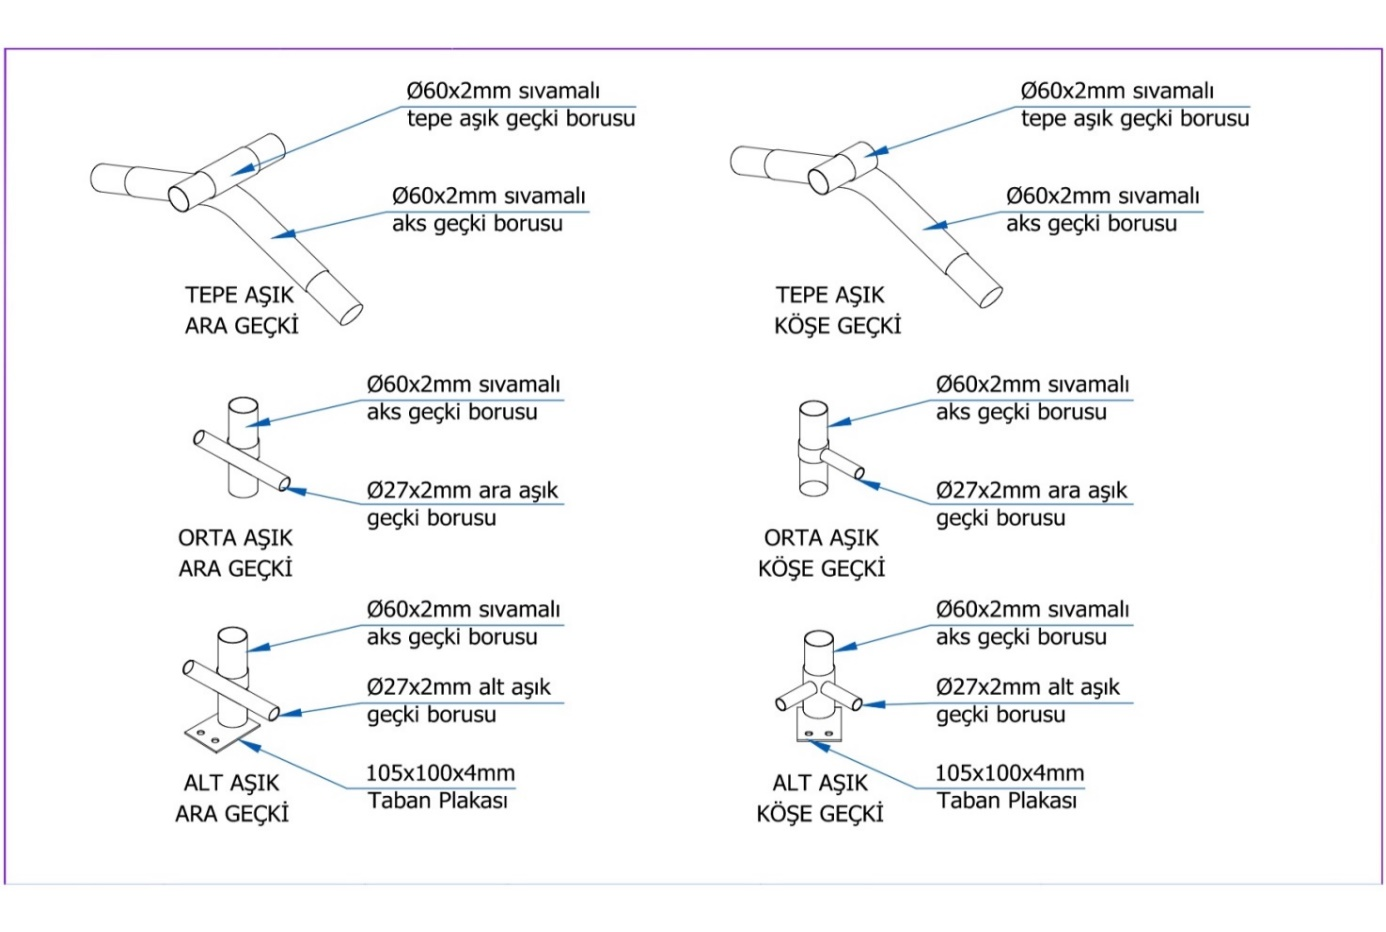 Ø60x2mm sıvamalı
tepe aşık geçki borusu
Ø60x2mm sıvamalı
aks geçki borusu
TEPE AŞIK
ARA GEÇKİ
Ø60x2mm sıvamalı
tepe aşık geçki borusu
Ø60x2mm sıvamalı
aks geçki borusu
TEPE AŞIK
KÖŞE GEÇKİ
Ø60x2mm sıvamalı
aks geçki borusu
Ø27x2mm ara aşık
geçki borusu
ORTA AŞIK
ARA GEÇKİ
Ø60x2mm sıvamalı
aks geçki borusu
Ø27x2mm ara aşık
geçki borusu
ORTA AŞIK
KÖŞE GEÇKİ
Ø60x2mm sıvamalı
aks geçki borusu
Ø27x2mm alt aşık
geçki borusu
105x100x4mm
Taban Plakası
ALT AŞIK
ARA GEÇKİ
Ø60x2mm sıvamalı
aks geçki borusu
Ø27x2mm alt aşık
geçki borusu
105x100x4mm
Taban Plakası
ALT AŞIK
KÖŞE GEÇKİ